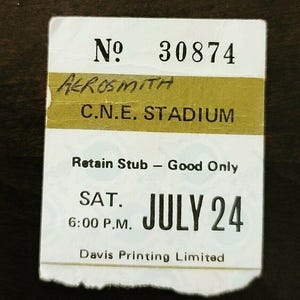 Nº 30874
AEROSMITH
C.N.E. STADIUM
Retain Stub – Good Only
SAT.
6:00 P.M. JULY 24
Davis Printing Limited